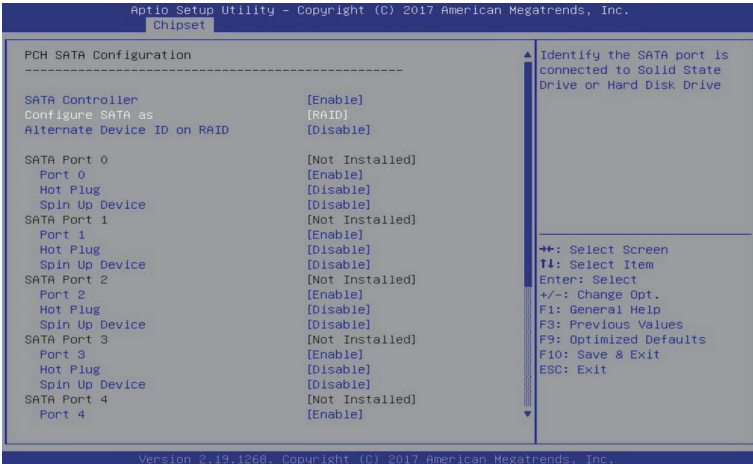 Aptio Setup Utility – Copyright (C) 2017 American Megatrends, Inc.
Chipset
PCH SATA Configuration
------------------------------------------------
SATA Controller [Enable]
Configure SATA as [RAID]
Alternate Device ID on RAID [Disable]
SATA Port 0 [Not Installed]
Port 0 [Enable]
Hot Plug [Disable]
Spin Up Device [Disable]
SATA Port 1 [Not Installed]
Port 1 [Enable]
Hot Plug [Disable]
Spin Up Device [Disable]
SATA Port 2 [Not Installed]
Port 2 [Enable]
Hot Plug [Disable]
Spin Up Device [Disable]
SATA Port 3 [Not Installed]
Port 3 [Enable]
Hot Plug [Disable]
Spin Up Device [Disable]
SATA Port 4 [Not Installed]
Port 4 [Enable]
Identify the SATA port is
connected to Solid State
Drive or Hard Disk Drive
→←: Select Screen
↑↓: Select Item
Enter: Select
+/-: Change Opt.
F1: General Help
F3: Previous Values
F9: Optimized Defaults
F10: Save & Exit
ESC: Exit
Version 2.19.1268. Copyright (C) 2017 American Megatrends, Inc.